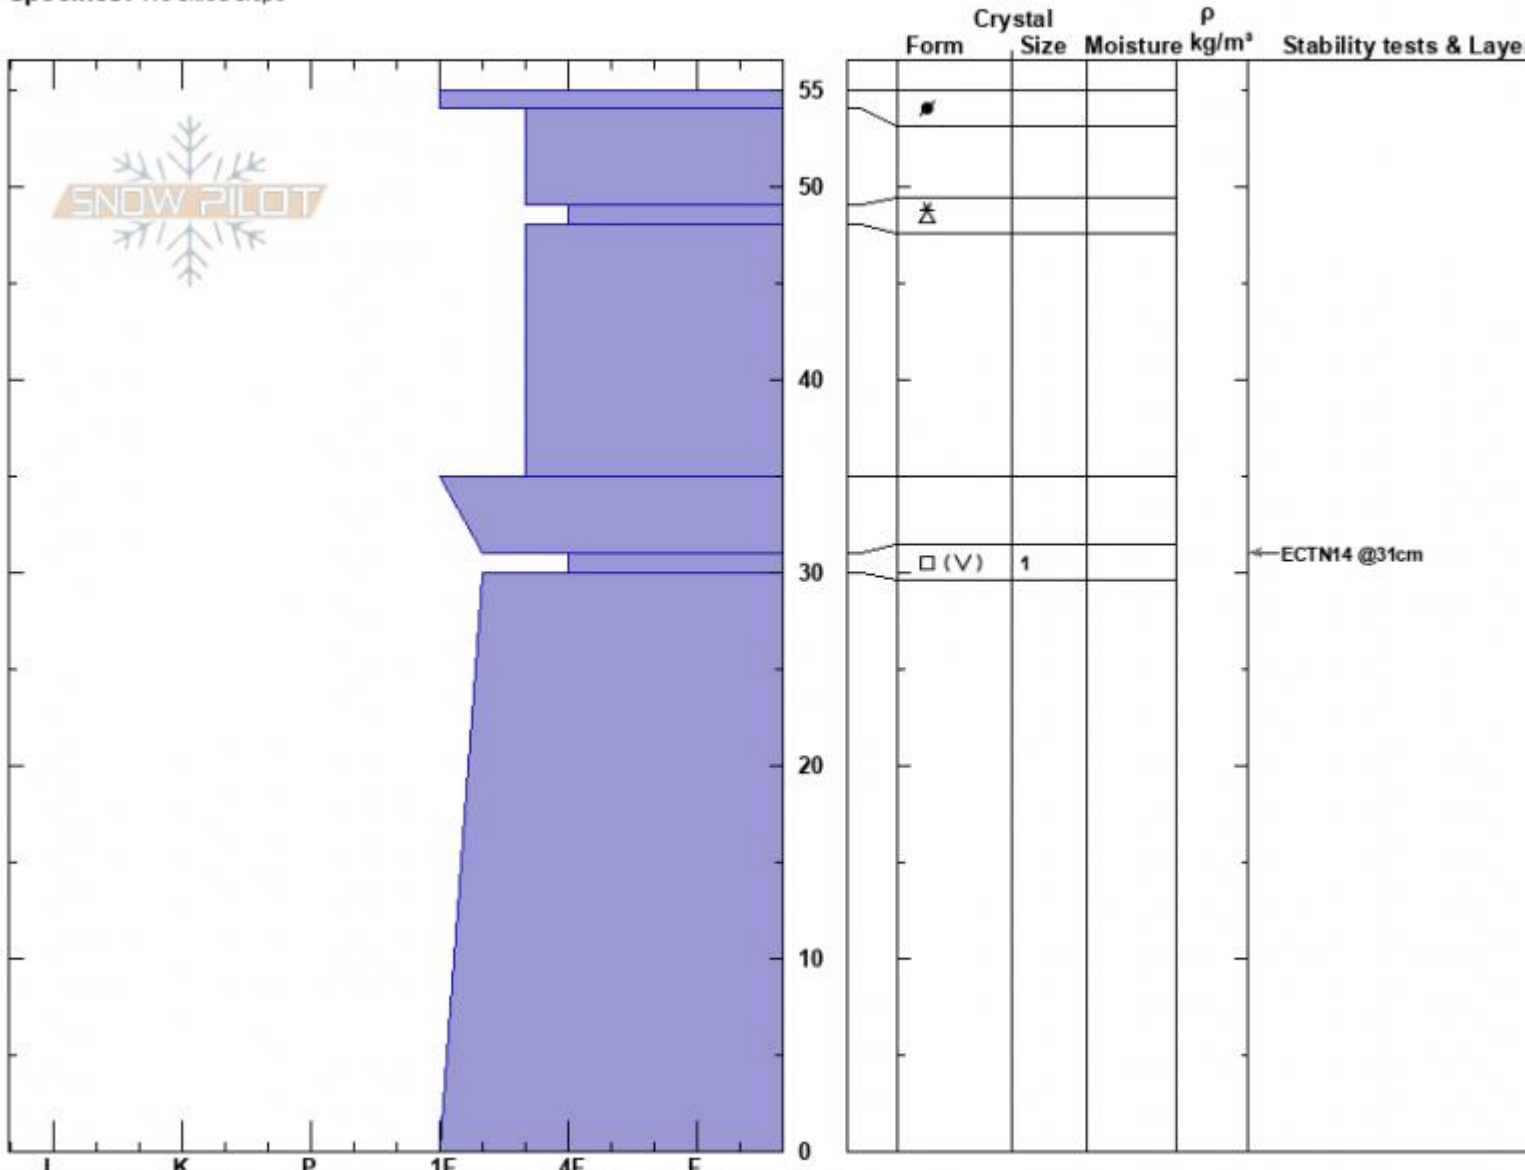 Crystal
ρ
Form Size Moisture kg/m³ Stability tests & Laye
55
SNOW PILOT
50
40
30
(V) 1
ECTN14 @31cm
20
10
0
I K P 1F 4F F